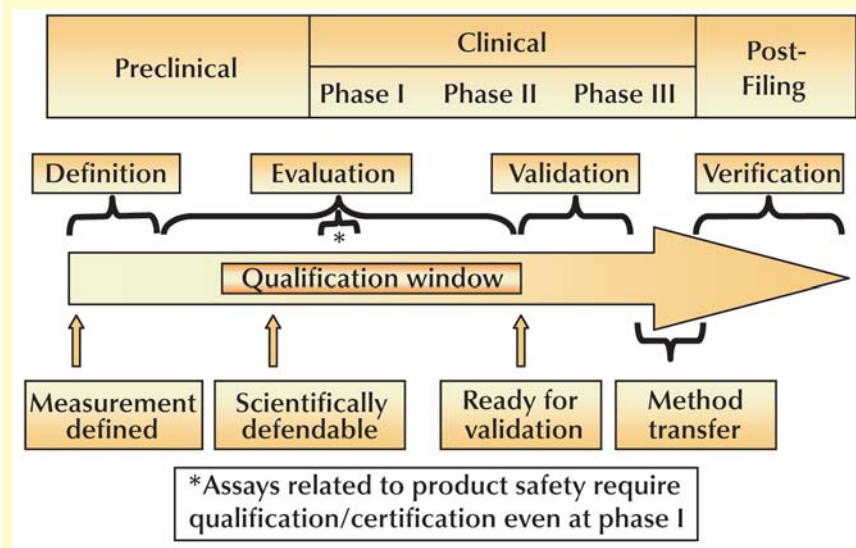 Preclinical
Clinical
Phase I Phase II Phase III
Post-
Filing
Definition Evaluation Validation Verification
*
Qualification window
Measurement
defined
Scientifically
defendable
Ready for
validation
Method
transfer
*Assays related to product safety require
qualification/certification even at phase I